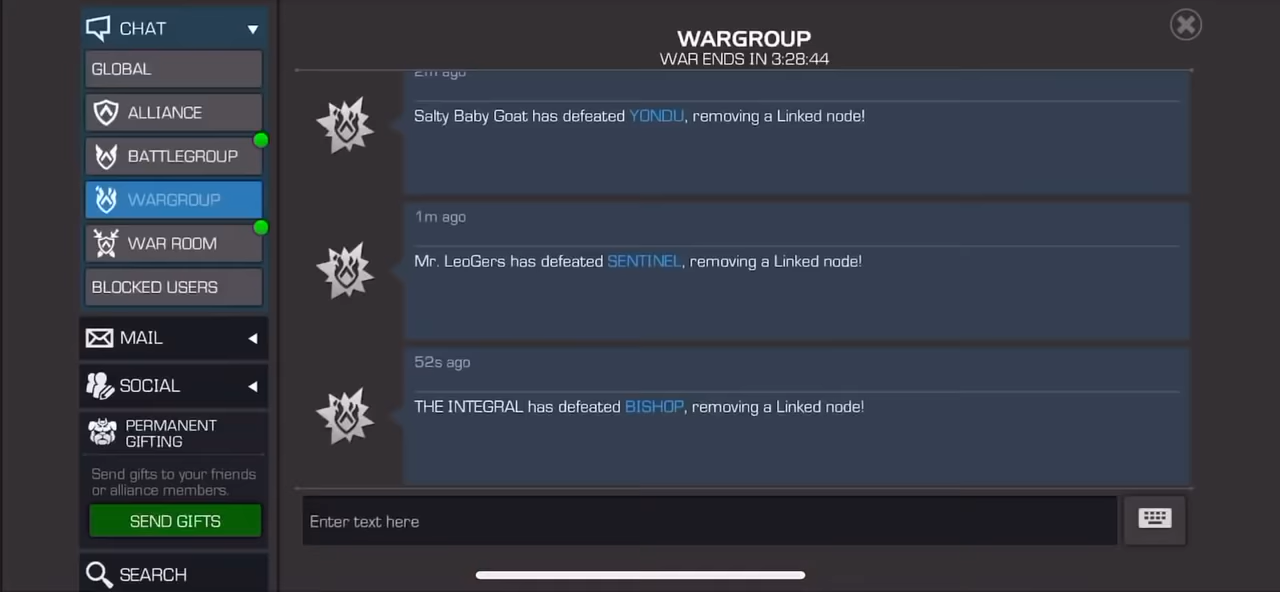 CHAT
GLOBAL
ALLIANCE
BATTLEGROUP
WARGROUP
WAR ROOM
BLOCKED USERS
MAIL
SOCIAL
PERMANENT
GIFTING
Send gifts to your friends
or alliance members.
SEND GIFTS
SEARCH
WARGROUP
WAR ENDS IN 3:28:44
2m ago
Salty Baby Goat has defeated YONDU, removing a Linked node!
1m ago
Mr. LeoGers has defeated SENTINEL, removing a Linked node!
52s ago
THE INTEGRAL has defeated BISHOP, removing a Linked node!
Enter text here